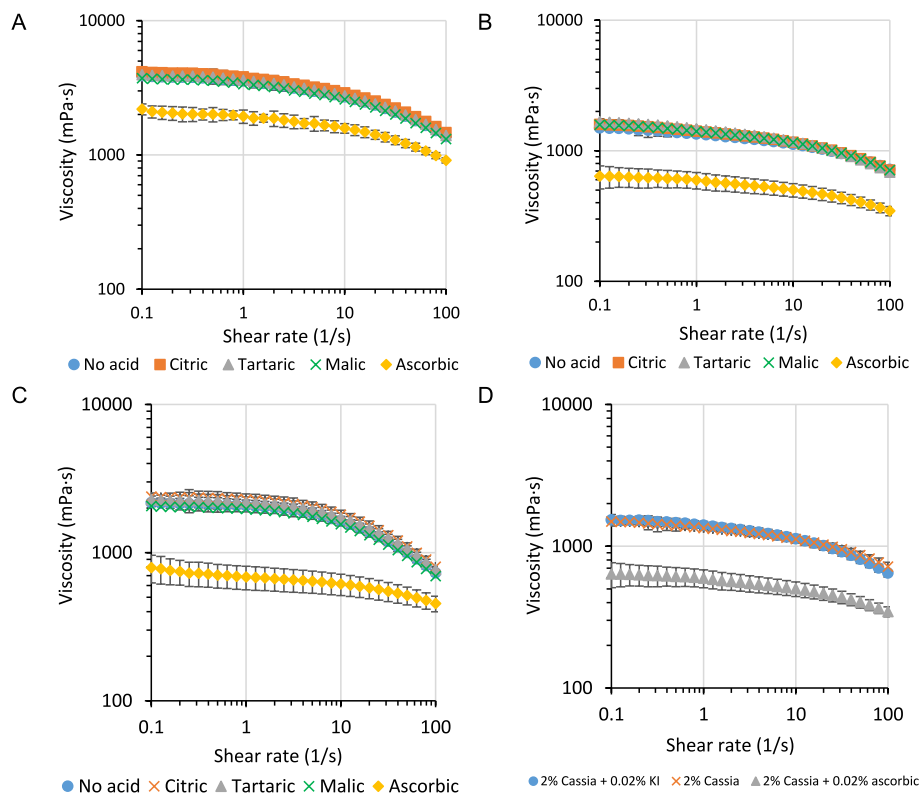 A
10000
1000
100
Viscosity (mPa·s)
0.1 1 10 100
Shear rate (1/s)
No acid Citric Tartaric Malic Ascorbic
B
10000
1000
100
Viscosity (mPa·s)
0.1 1 10 100
Shear rate (1/s)
No acid Citric Tartaric Malic Ascorbic
C
10000
1000
100
Viscosity (mPa·s)
0.1 1 10 100
Shear rate (1/s)
No acid Citric Tartaric Malic Ascorbic
D
10000
1000
100
Viscosity (mPa·s)
0.1 1 10 100
Shear rate (1/s)
2% Cassia + 0.02% KI 2% Cassia 2% Cassia + 0.02% ascorbic